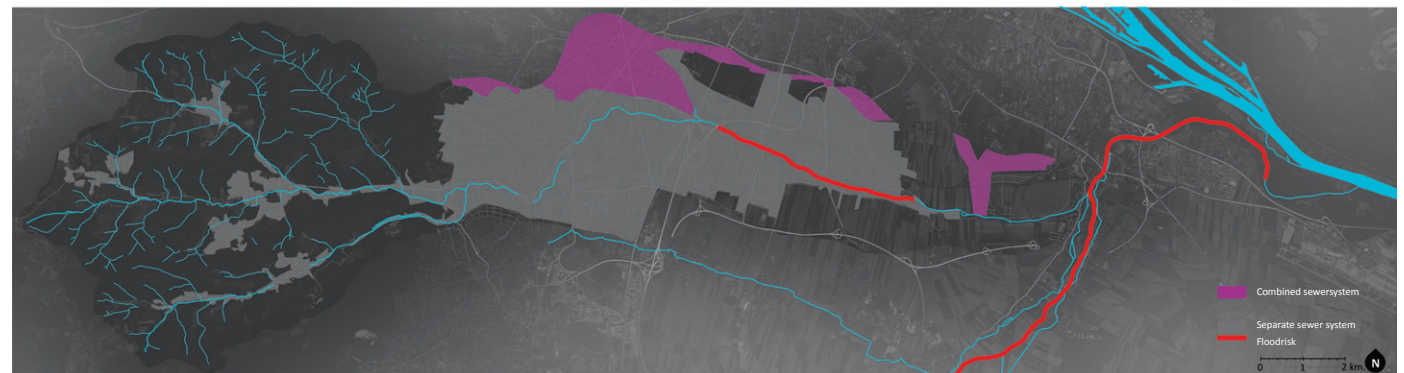 Combined sewersystem
Separate sewer system
Floodrisk
0 1 2 km.
N